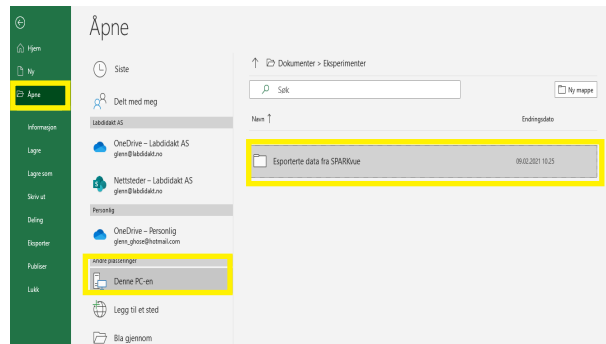 Åpne
Hjem
Ny
Åpne
Informasjon
Lagre
Lagre som
Skriv ut
Deling
Eksporter
Publiser
Lukk
Siste
Delt med meg
Labdidakt AS
OneDrive – Labdidakt AS
glenn@labdidakt.no
Nettsteder – Labdidakt AS
glenn@labdidakt.no
Personlig
OneDrive – Personlig
glenn_ghose@hotmail.com
Andre plasseringer
Denne PC-en
Legg til et sted
Bla gjennom
Dokumenter > Eksperimenter
Søk
Ny mappe
Navn ↑ Endringsdato
Esporterte data fra SPARKvue 09.02.2021 10.25